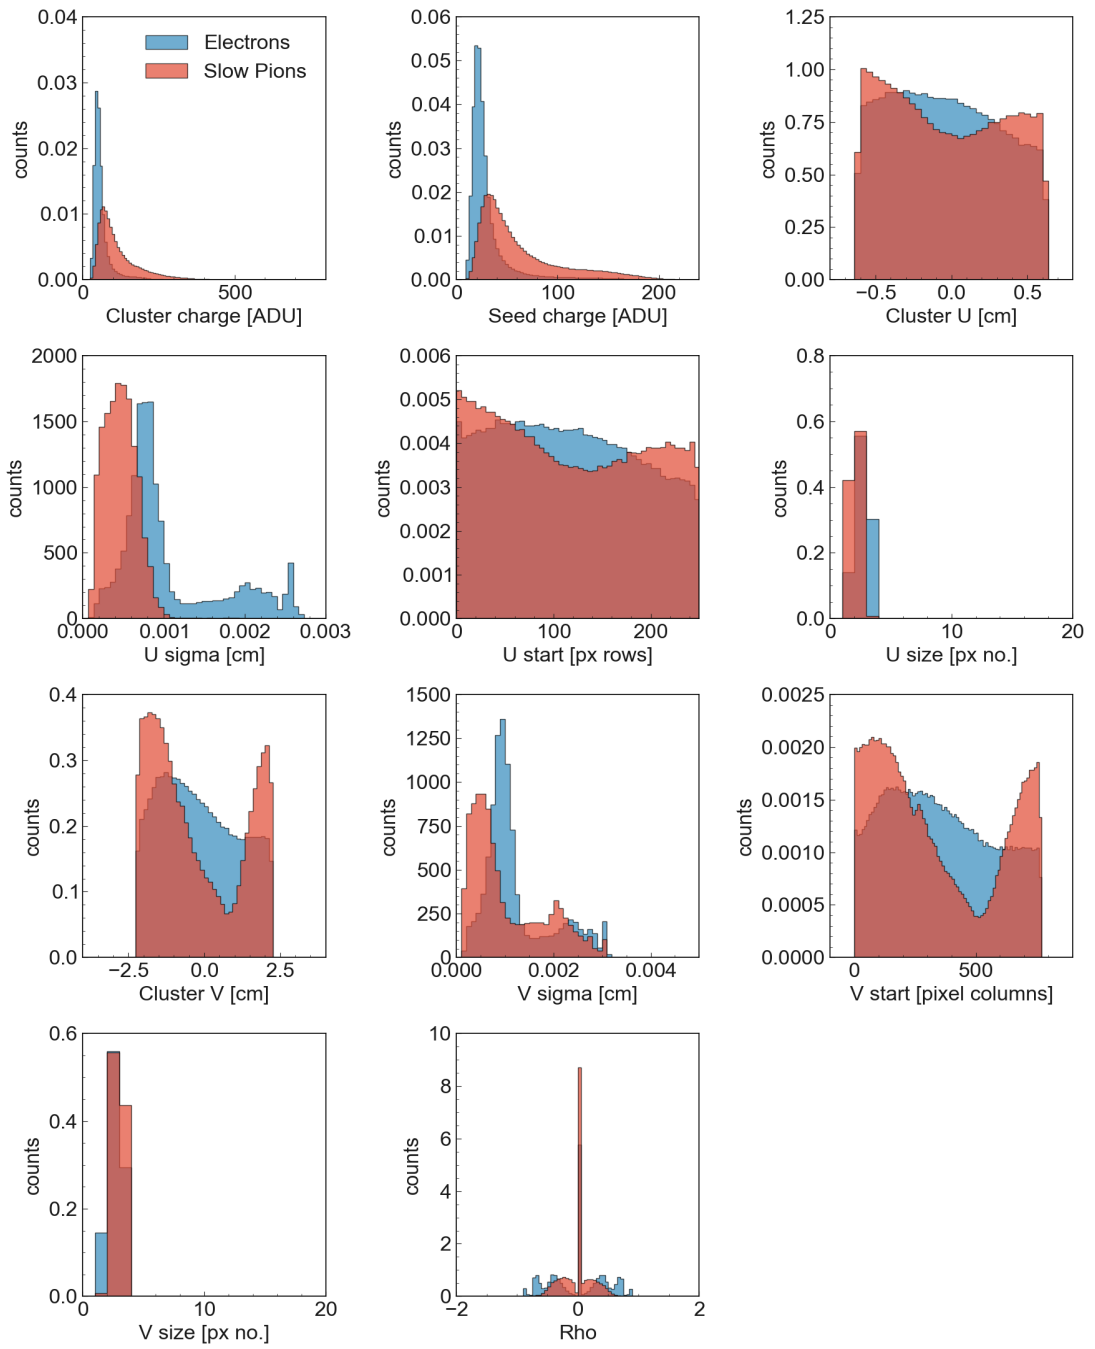 0.04
0.03
0.02
0.01
0.00
counts
Electrons
Slow Pions
0 500
Cluster charge [ADU]
0.06
0.05
0.04
0.03
0.02
0.01
0.00
counts
0 100 200
Seed charge [ADU]
1.25
1.00
0.75
0.50
0.25
0.00
counts
−0.5 0.0 0.5
Cluster U [cm]
2000
1500
1000
500
0
counts
0.000 0.001 0.002 0.003
U sigma [cm]
0.006
0.005
0.004
0.003
0.002
0.001
0.000
counts
0 100 200
U start [px rows]
0.8
0.6
0.4
0.2
0.0
counts
0 10 20
U size [px no.]
0.4
0.3
0.2
0.1
0.0
counts
−2.5 0.0 2.5
Cluster V [cm]
1500
1250
1000
750
500
250
0
counts
0.000 0.002 0.004
V sigma [cm]
0.0025
0.0020
0.0015
0.0010
0.0005
0.0000
counts
0 500
V start [pixel columns]
0.6
0.4
0.2
0.0
counts
0 10 20
V size [px no.]
10
8
6
4
2
0
counts
−2 0 2
Rho